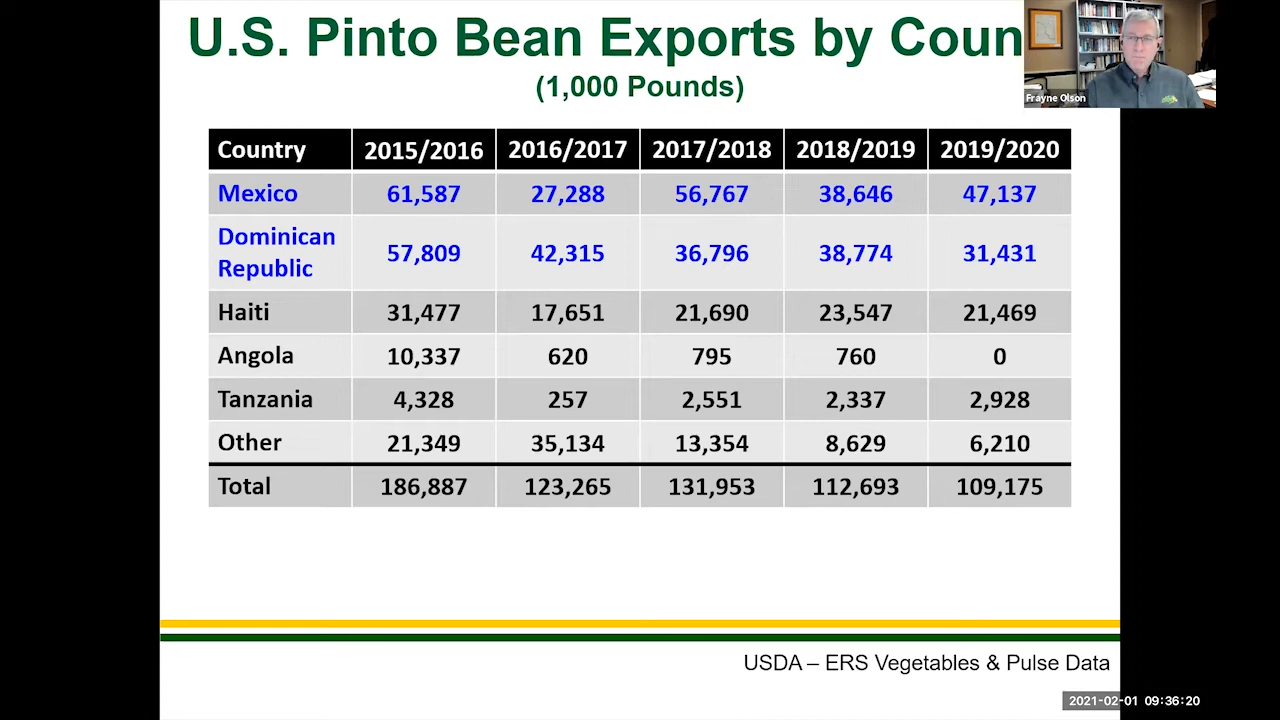 U.S. Pinto Bean Exports by Coun
(1,000 Pounds)
Frayne Olson
Country 2015/2016 2016/2017 2017/2018 2018/2019 2019/2020
Mexico 61,587 27,288 56,767 38,646 47,137
Dominican Republic 57,809 42,315 36,796 38,774 31,431
Haiti 31,477 17,651 21,690 23,547 21,469
Angola 10,337 620 795 760 0
Tanzania 4,328 257 2,551 2,337 2,928
Other 21,349 35,134 13,354 8,629 6,210
Total 186,887 123,265 131,953 112,693 109,175
USDA – ERS Vegetables & Pulse Data
2021-02-01 09:36:20